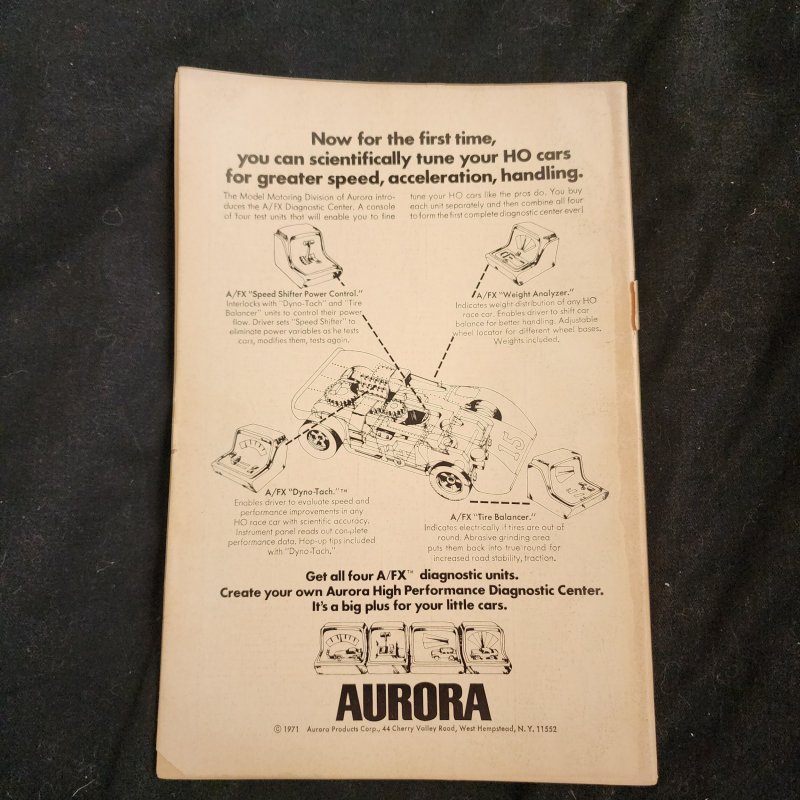 Now for the first time,
you can scientifically tune your HO cars
for greater speed, acceleration, handling.
The Model Motoring Division of Aurora intro-
duces the A/FX Diagnostic Center. A console
of four test units that will enable you to fine
tune your HO cars like the pros do. You buy
each unit separately and then combine all four
to form the first complete diagnostic center ever!
A/FX "Speed Shifter Power Control."
Interlocks with "Dyno-Tach" and "Tire
Balancer" units to control their power
flow. Driver sets "Speed Shifter" to
eliminate power variables as he tests
cars, modifies them, tests again.
A/FX "Weight Analyzer."
Indicates weight distribution of any HO
race car. Enables driver to shift car
balance for better handling. Adjustable
wheel locator for different wheel bases.
Weights included.
15
A/FX "Dyno-Tach."™
Enables driver to evaluate speed and
performance improvements in any
HO race car with scientific accuracy.
Instrument panel reads out complete
performance data. Hop-up tips included
with "Dyno-Tach."
A/FX "Tire Balancer."
Indicates electrically if tires are out of
round. Abrasive grinding area
puts them back into true round for
increased road stability, traction.
Get all four A/FX™ diagnostic units.
Create your own Aurora High Performance Diagnostic Center.
It's a big plus for your little cars.
AURORA
© 1971 Aurora Products Corp., 44 Cherry Valley Road, West Hempstead, N. Y. 11552